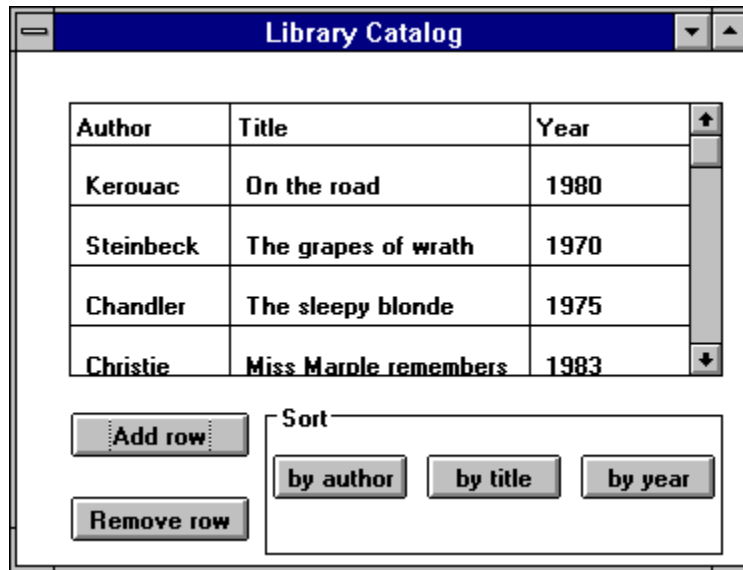 Library Catalog
Author Title Year
Kerouac On the road 1980
Steinbeck The grapes of wrath 1970
Chandler The sleepy blonde 1975
Christie Miss Marple remembers 1983
Add row
Sort
by author by title by year
Remove row